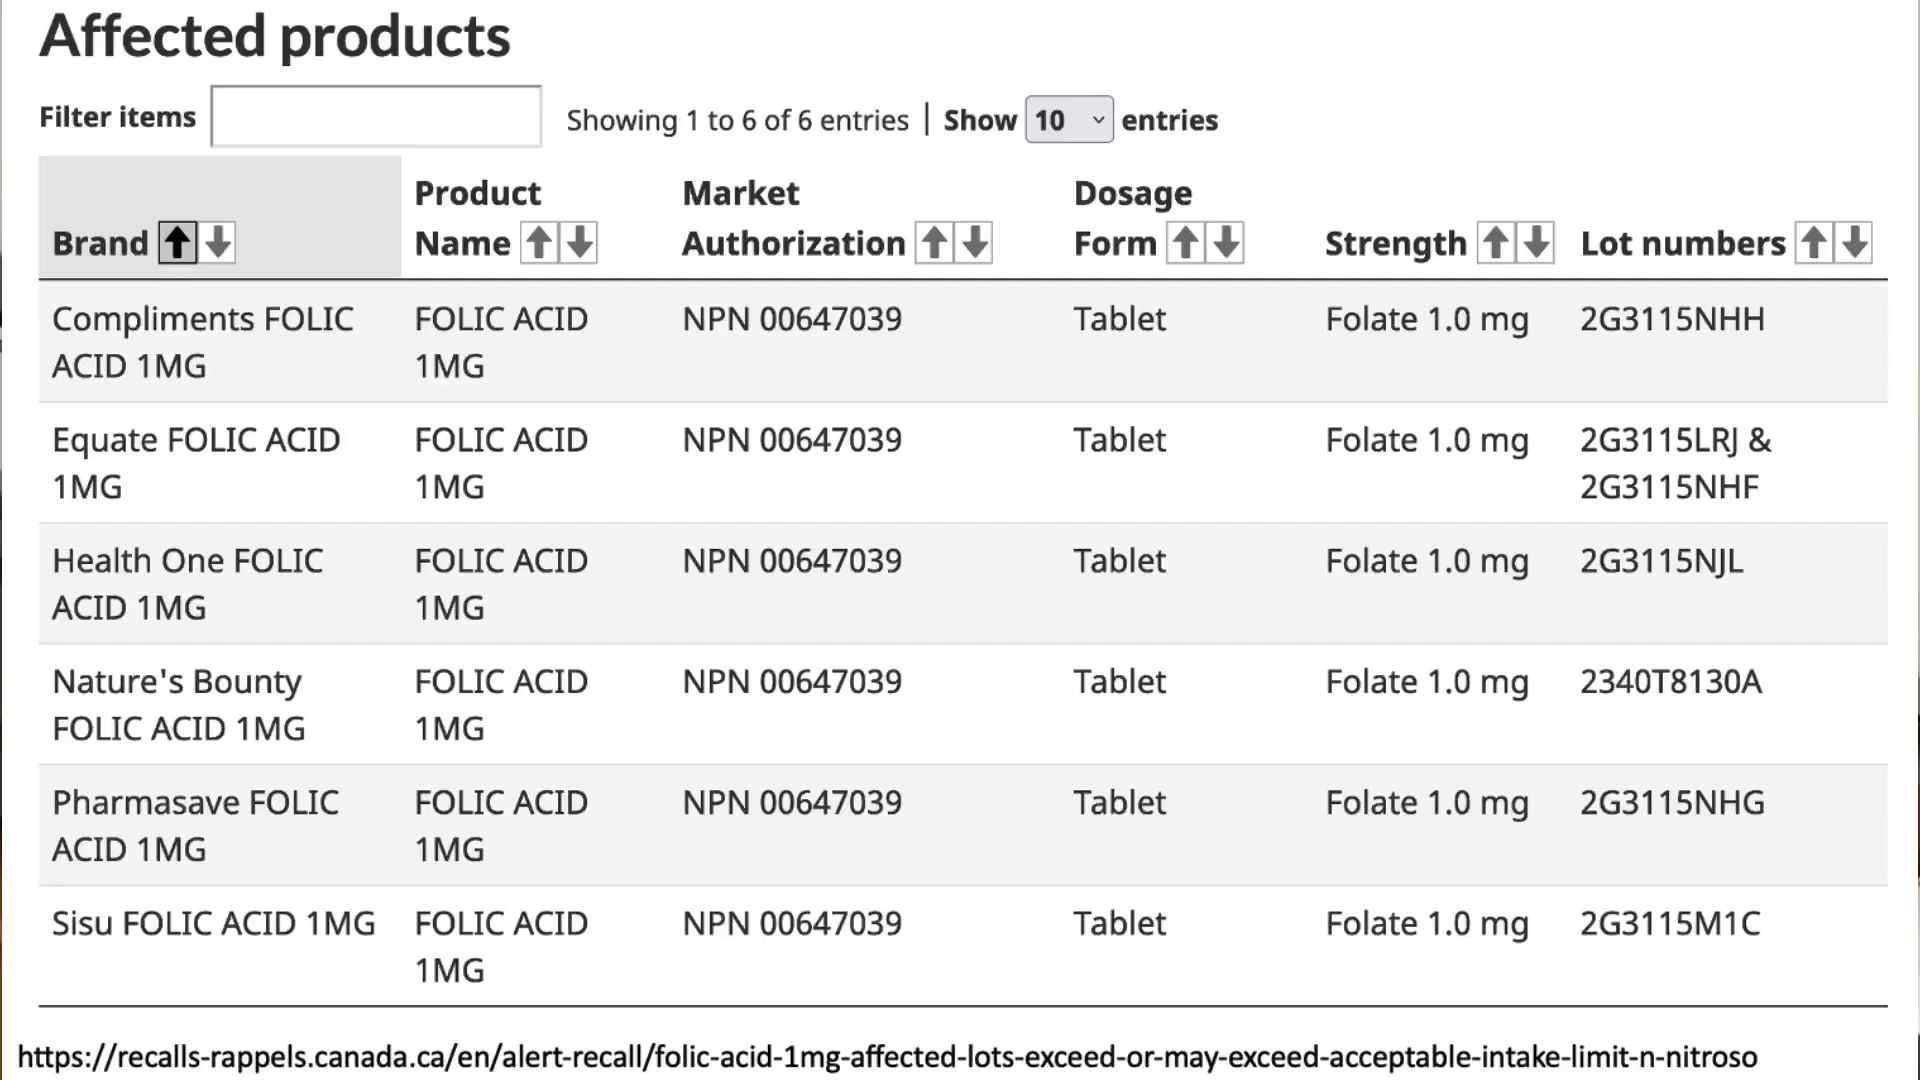 Affected products
Filter items
Showing 1 to 6 of 6 entries | Show 10 entries
Product Market Dosage
Brand Name Authorization Form Strength Lot numbers
Compliments FOLIC FOLIC ACID NPN 00647039 Tablet Folate 1.0 mg 2G3115NHH
ACID 1MG 1MG
Equate FOLIC ACID FOLIC ACID NPN 00647039 Tablet Folate 1.0 mg 2G3115LRJ &
1MG 1MG 2G3115NHF
Health One FOLIC FOLIC ACID NPN 00647039 Tablet Folate 1.0 mg 2G3115NJL
ACID 1MG 1MG
Nature's Bounty FOLIC ACID NPN 00647039 Tablet Folate 1.0 mg 2340T8130A
FOLIC ACID 1MG 1MG
Pharmasave FOLIC FOLIC ACID NPN 00647039 Tablet Folate 1.0 mg 2G3115NHG
ACID 1MG 1MG
Sisu FOLIC ACID 1MG FOLIC ACID NPN 00647039 Tablet Folate 1.0 mg 2G3115M1C
1MG
https://recalls-rappels.canada.ca/en/alert-recall/folic-acid-1mg-affected-lots-exceed-or-may-exceed-acceptable-intake-limit-n-nitroso